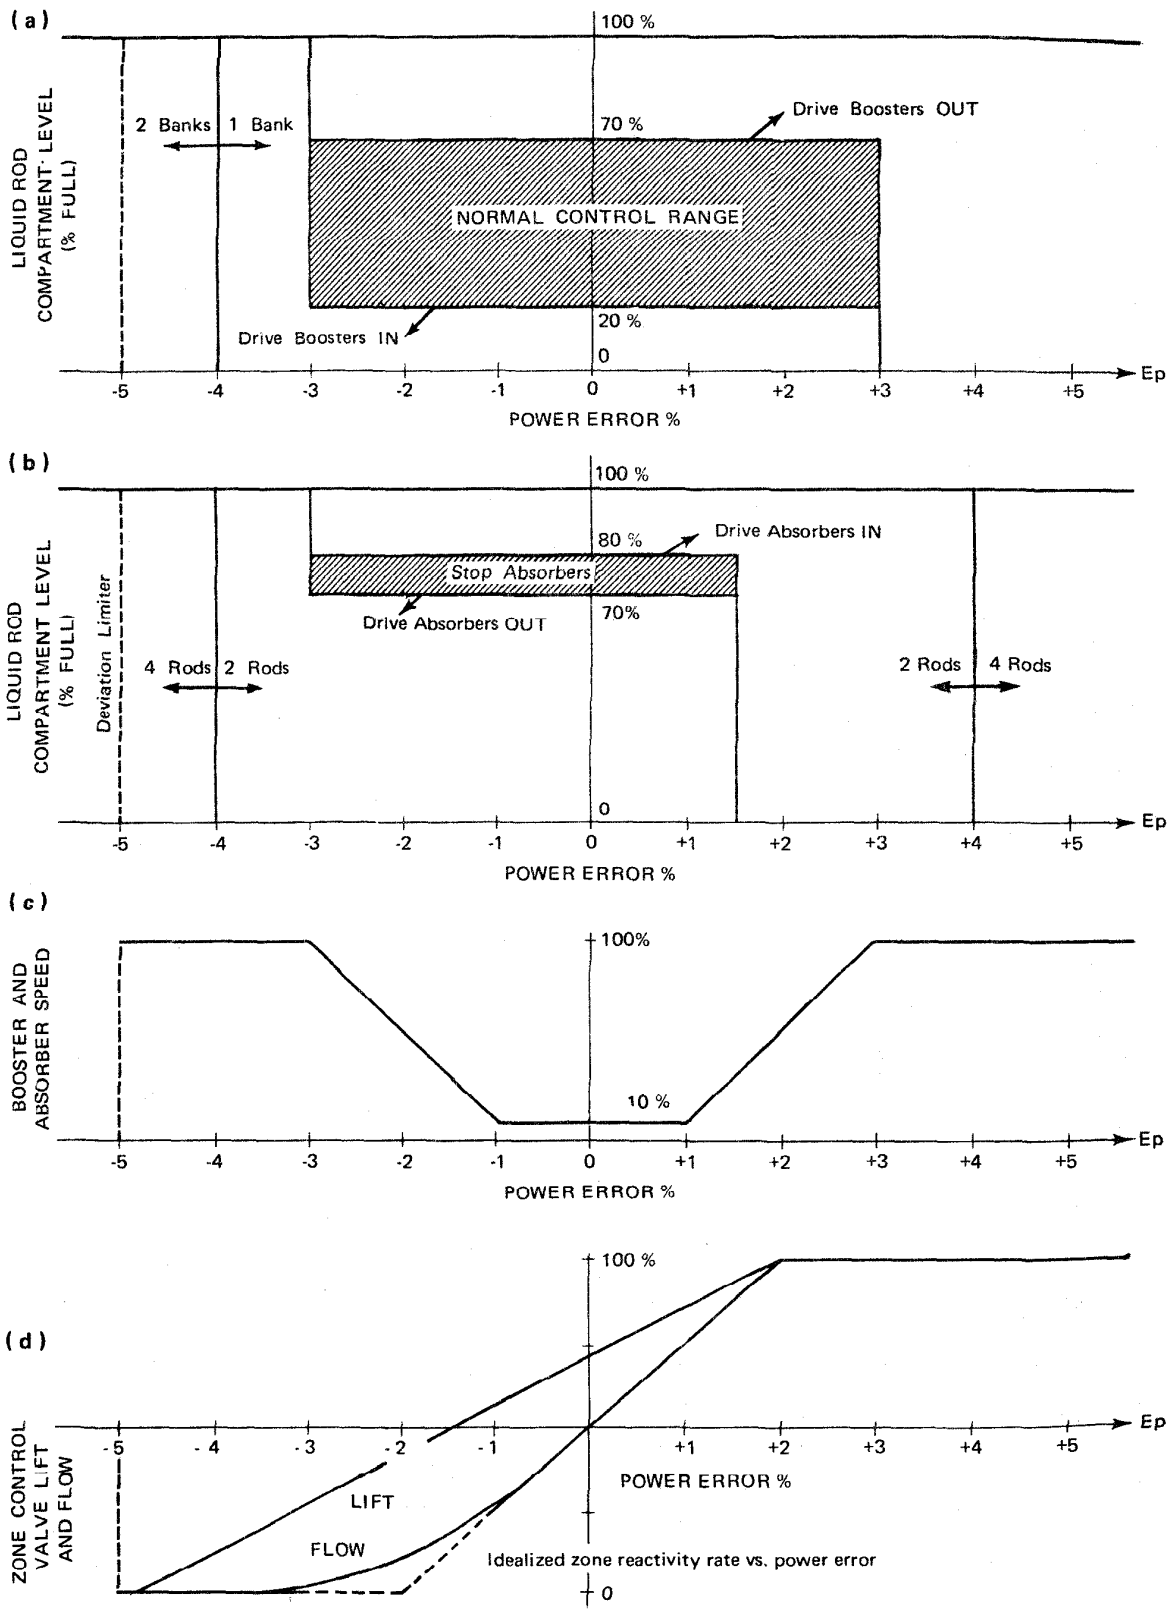 (a)
100 %
LIQUID ROD
COMPARTMENT LEVEL
(% FULL)
2 Banks
1 Bank
70 %
Drive Boosters OUT
NORMAL CONTROL RANGE
Drive Boosters IN
20 %
0
Ep
-5 -4 -3 -2 -1 0 +1 +2 +3 +4 +5
POWER ERROR %
(b)
100 %
LIQUID ROD
COMPARTMENT LEVEL
(% FULL)
Deviation Limiter
80 %
Drive Absorbers IN
Stop Absorbers
70%
Drive Absorbers OUT
4 Rods
2 Rods
2 Rods
4 Rods
0
Ep
-5 -4 -3 -2 -1 0 +1 +2 +3 +4 +5
POWER ERROR %
(c)
BOOSTER AND
ABSORBER SPEED
100%
10 %
Ep
-5 -4 -3 -2 -1 0 +1 +2 +3 +4 +5
POWER ERROR %
100 %
(d)
ZONE CONTROL
VALVE LIFT
AND FLOW
Ep
-5 -4 -3 -2 -1 +1 +2 +3 +4 +5
POWER ERROR %
LIFT
FLOW
Idealized zone reactivity rate vs. power error
0